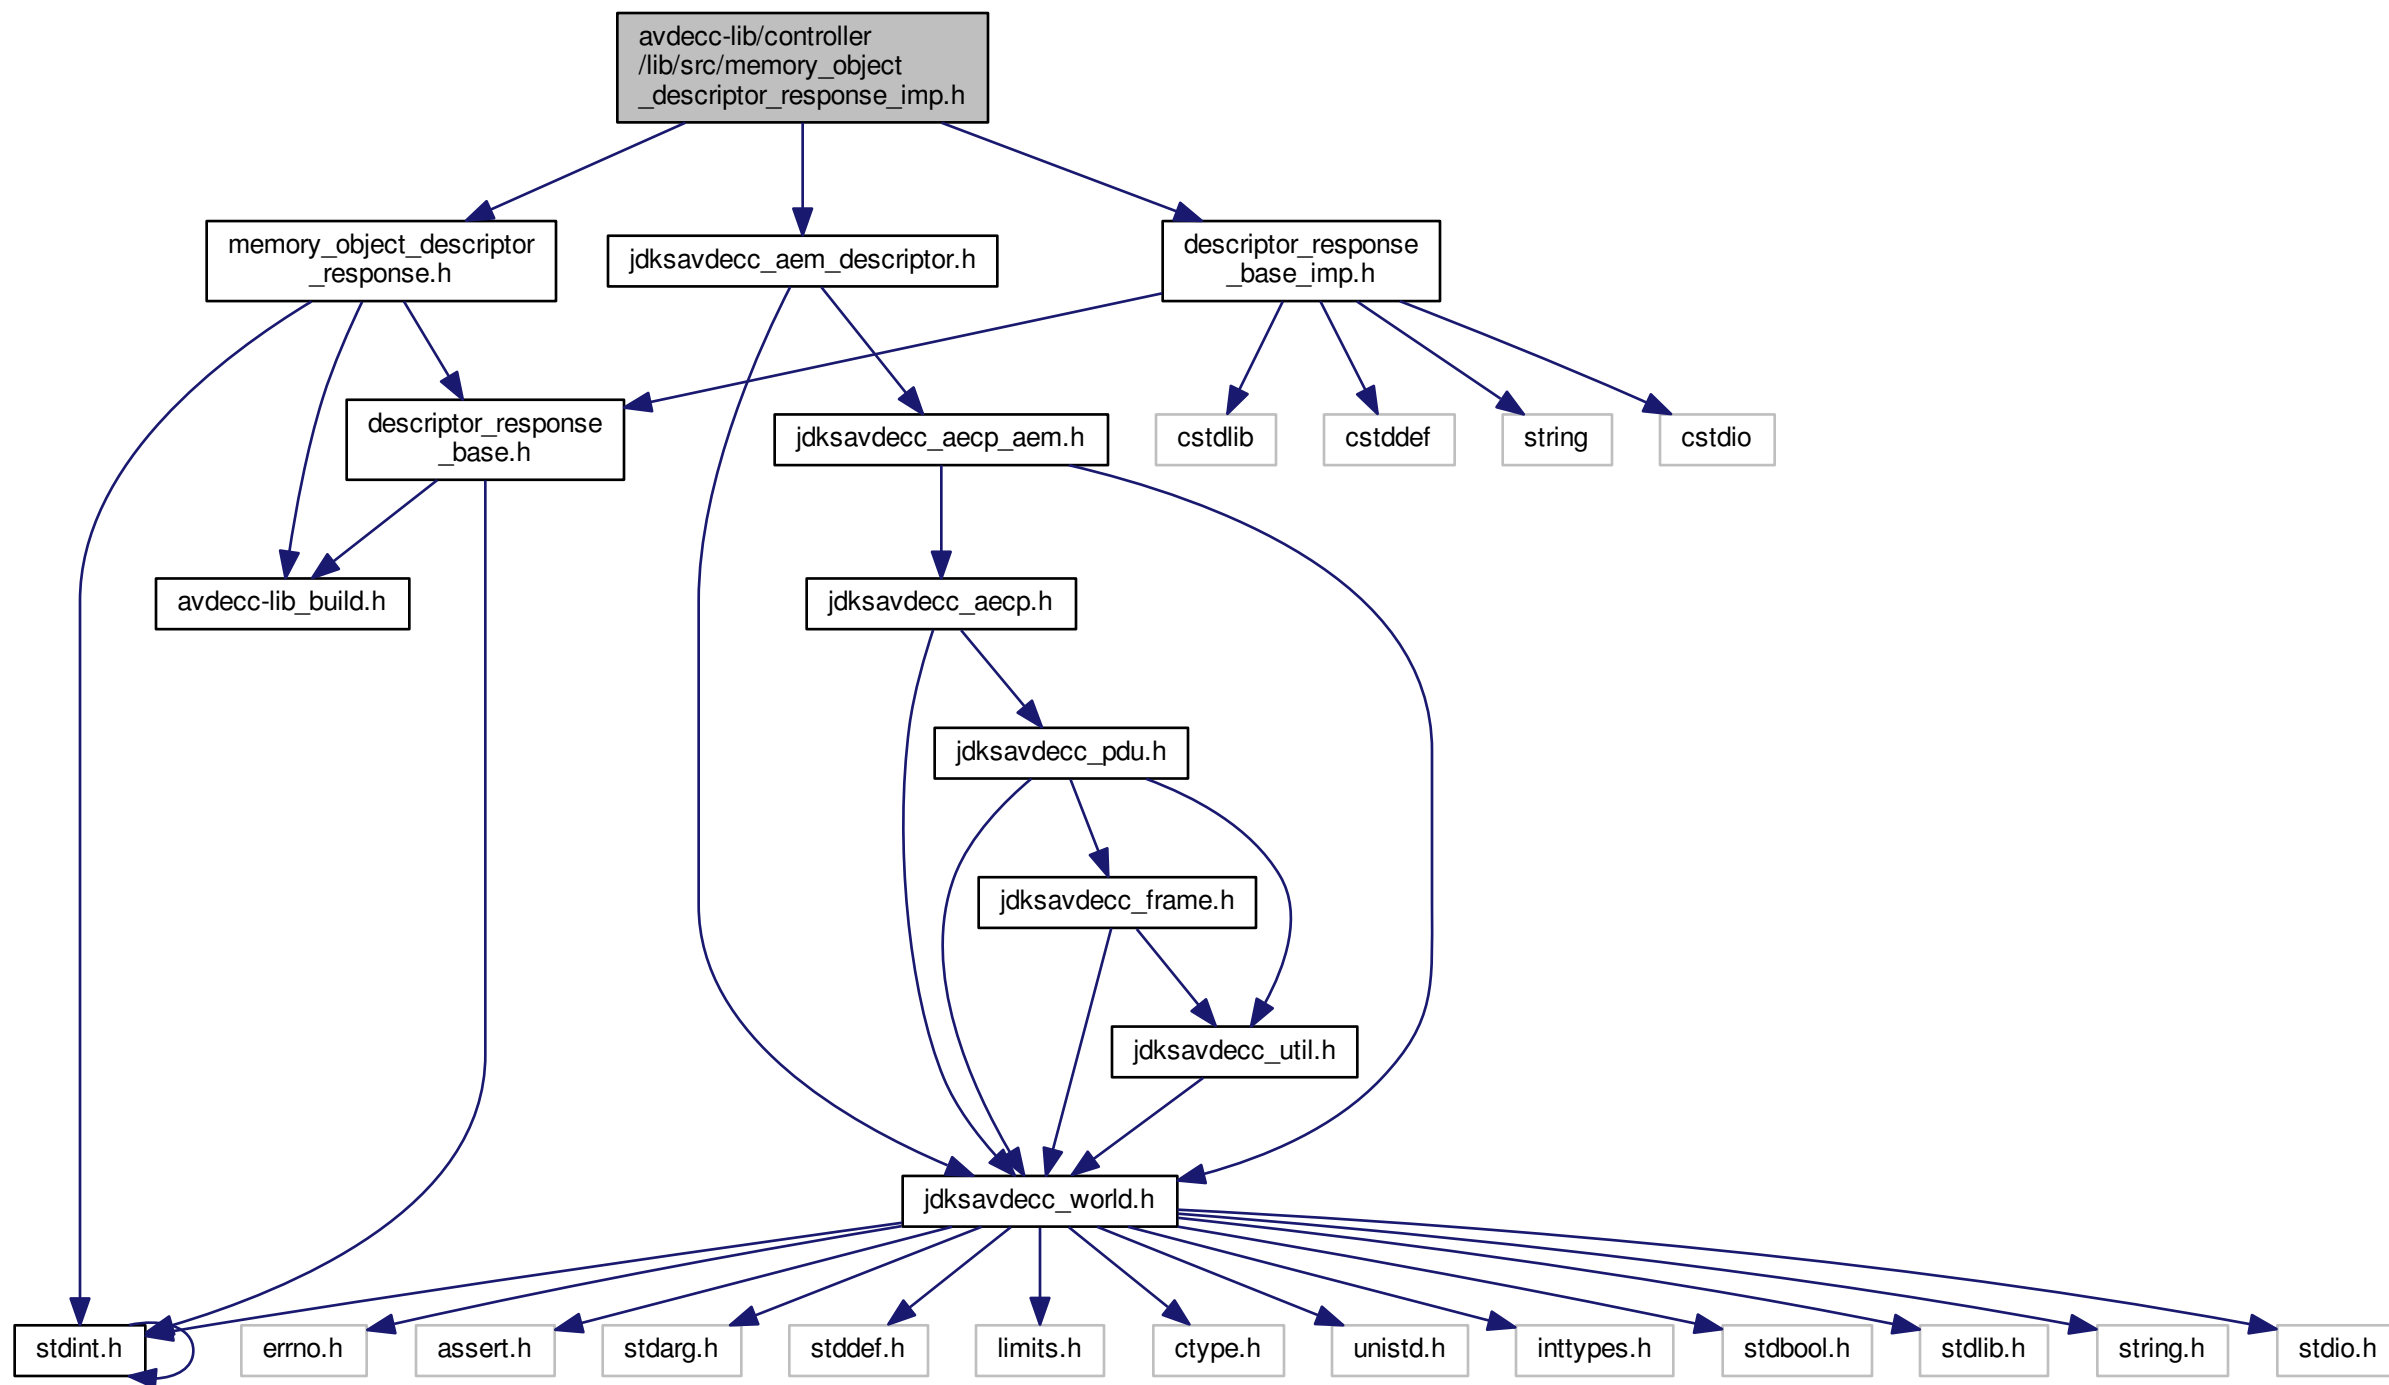 avdecc-lib/controller
/lib/src/memory_object
_descriptor_response_imp.h
memory_object_descriptor
_response.h
jdksavdecc_aem_descriptor.h
descriptor_response
_base_imp.h
descriptor_response
_base.h
jdksavdecc_aecp_aem.h
cstdlib
cstddef
string
cstdio
avdecc-lib_build.h
jdksavdecc_aecp.h
jdksavdecc_pdu.h
jdksavdecc_frame.h
jdksavdecc_util.h
jdksavdecc_world.h
stdint.h
errno.h
assert.h
stdarg.h
stddef.h
limits.h
ctype.h
unistd.h
inttypes.h
stdbool.h
stdlib.h
string.h
stdio.h